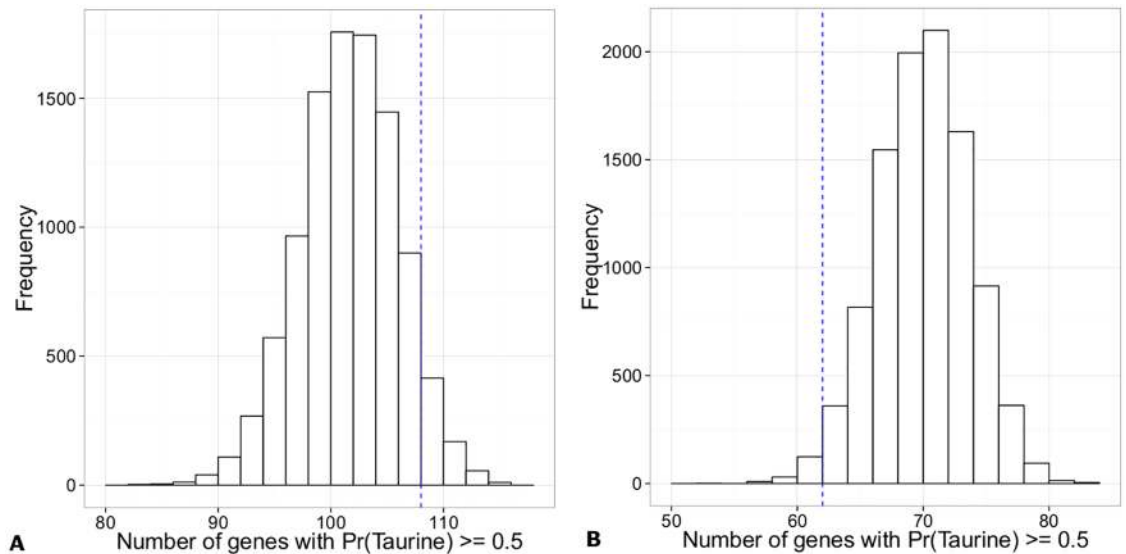 Frequency
1500
1000
500
0
80
90
100
110
Number of genes with Pr(Taurine) >= 0.5
A
Frequency
2000
1500
1000
500
0
50
60
70
80
Number of genes with Pr(Taurine) >= 0.5
B